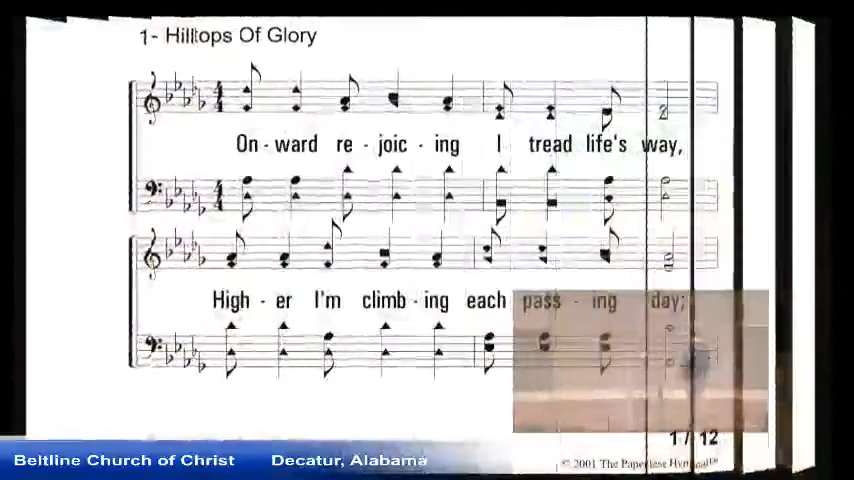 1- Hilltops Of Glory
On - ward re - joic - ing I tread life's way,
High - er I'm climb - ing each pass - ing day;
1 / 12
Beltline Church of Christ Decatur, Alabama
© 2001 The Paperless Hymnal™